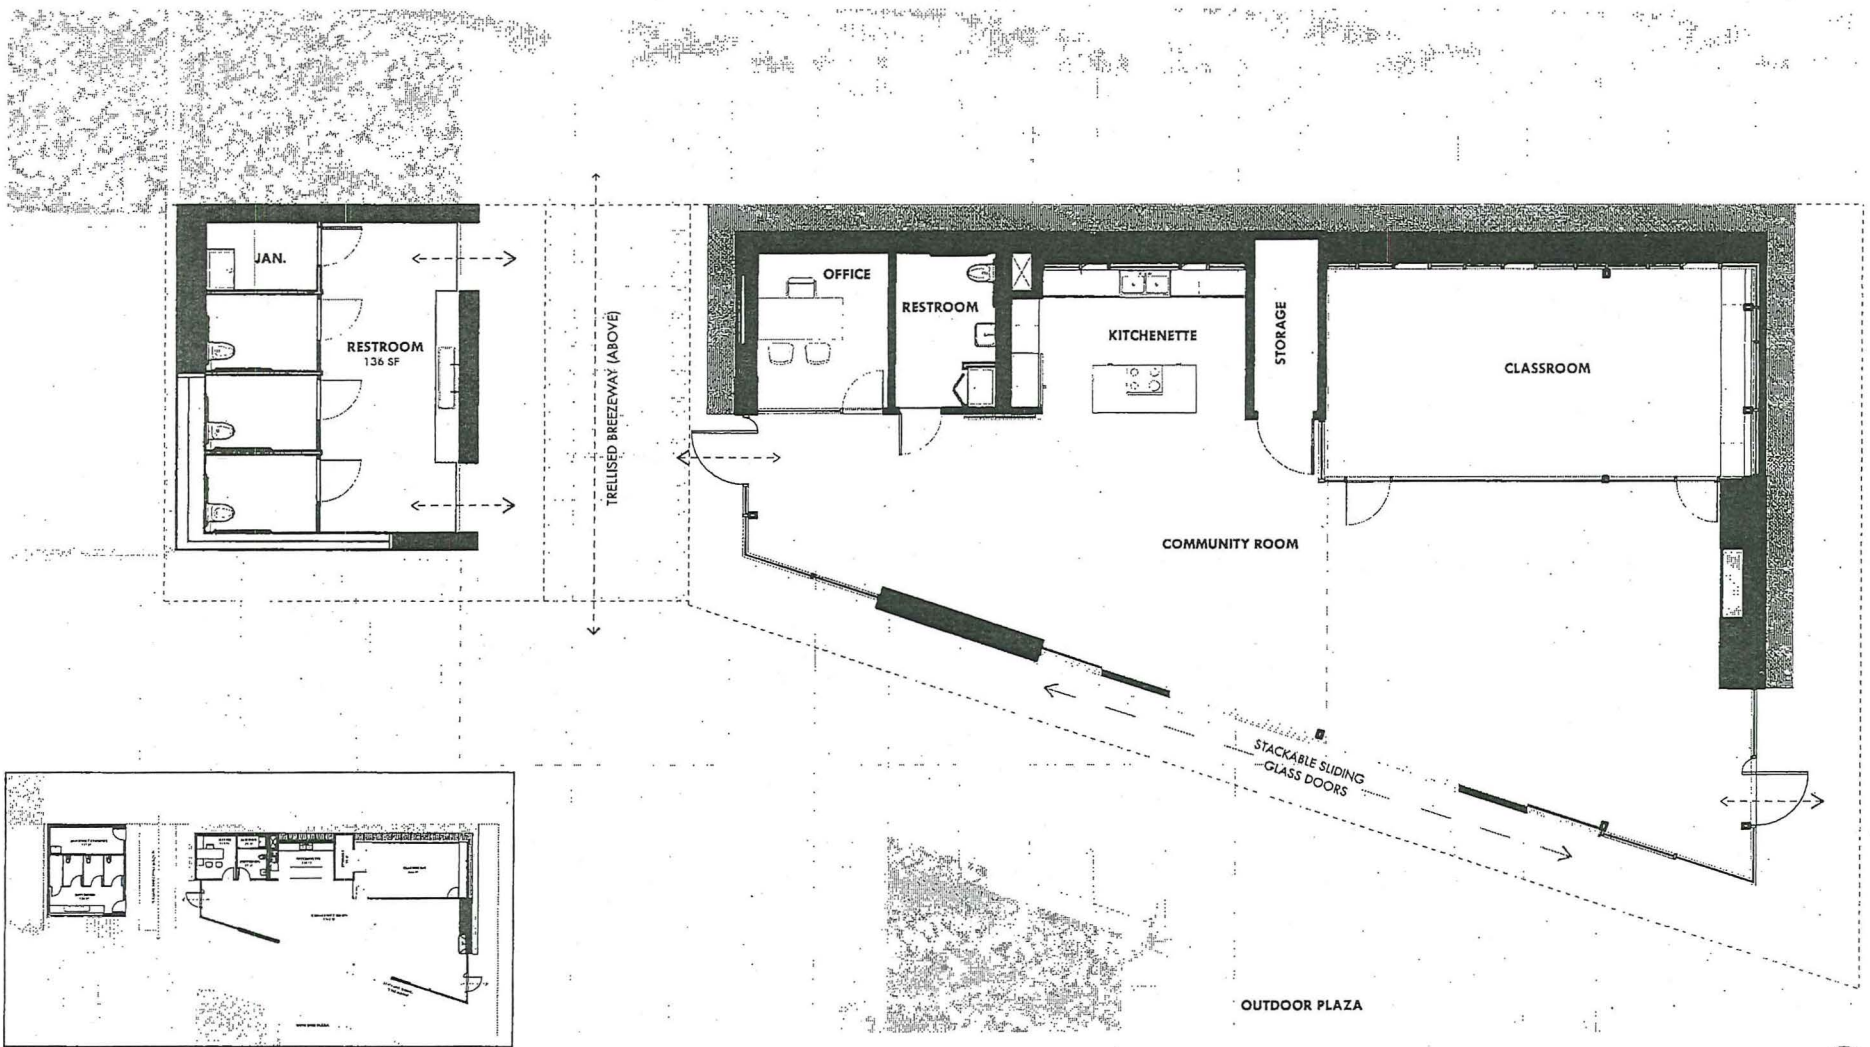 JAN.
OFFICE
RESTROOM
KITCHENETTE
STORAGE
CLASSROOM
RESTROOM
136 SF
TRELLISED BREEZEWAY (ABOVE)
COMMUNITY ROOM
STACKABLE SLIDING
GLASS DOORS
OUTDOOR PLAZA